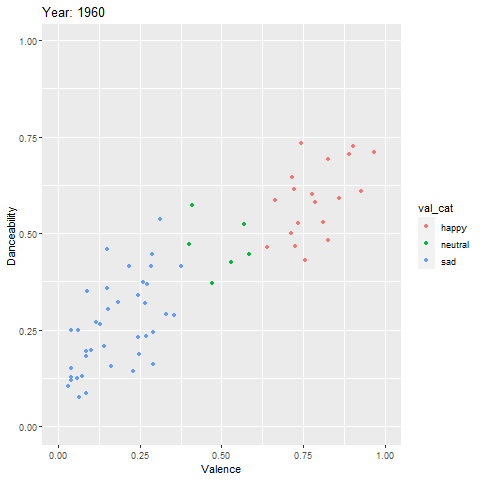 Year: 1960
1.00
0.75
0.50
0.25
0.00
Danceability
0.00 0.25 0.50 0.75 1.00
Valence
val_cat
happy
neutral
sad